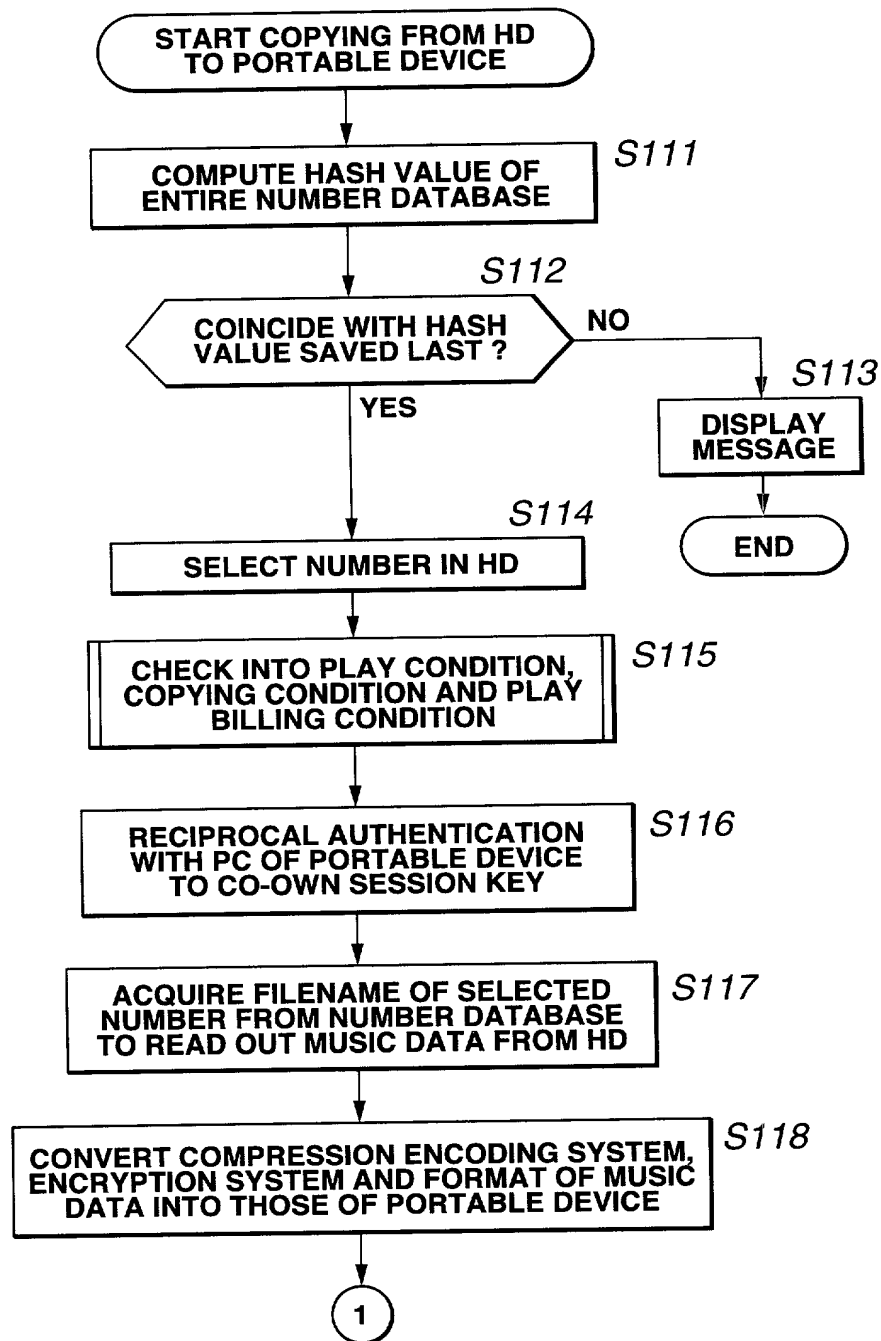 START COPYING FROM HD
TO PORTABLE DEVICE
S111
COMPUTE HASH VALUE OF
ENTIRE NUMBER DATABASE
S112
COINCIDE WITH HASH
VALUE SAVED LAST ?
NO
YES
S113
DISPLAY
MESSAGE
END
S114
SELECT NUMBER IN HD
S115
CHECK INTO PLAY CONDITION,
COPYING CONDITION AND PLAY
BILLING CONDITION
S116
RECIPROCAL AUTHENTICATION
WITH PC OF PORTABLE DEVICE
TO CO-OWN SESSION KEY
S117
ACQUIRE FILENAME OF SELECTED
NUMBER FROM NUMBER DATABASE
TO READ OUT MUSIC DATA FROM HD
S118
CONVERT COMPRESSION ENCODING SYSTEM,
ENCRYPTION SYSTEM AND FORMAT OF MUSIC
DATA INTO THOSE OF PORTABLE DEVICE
1